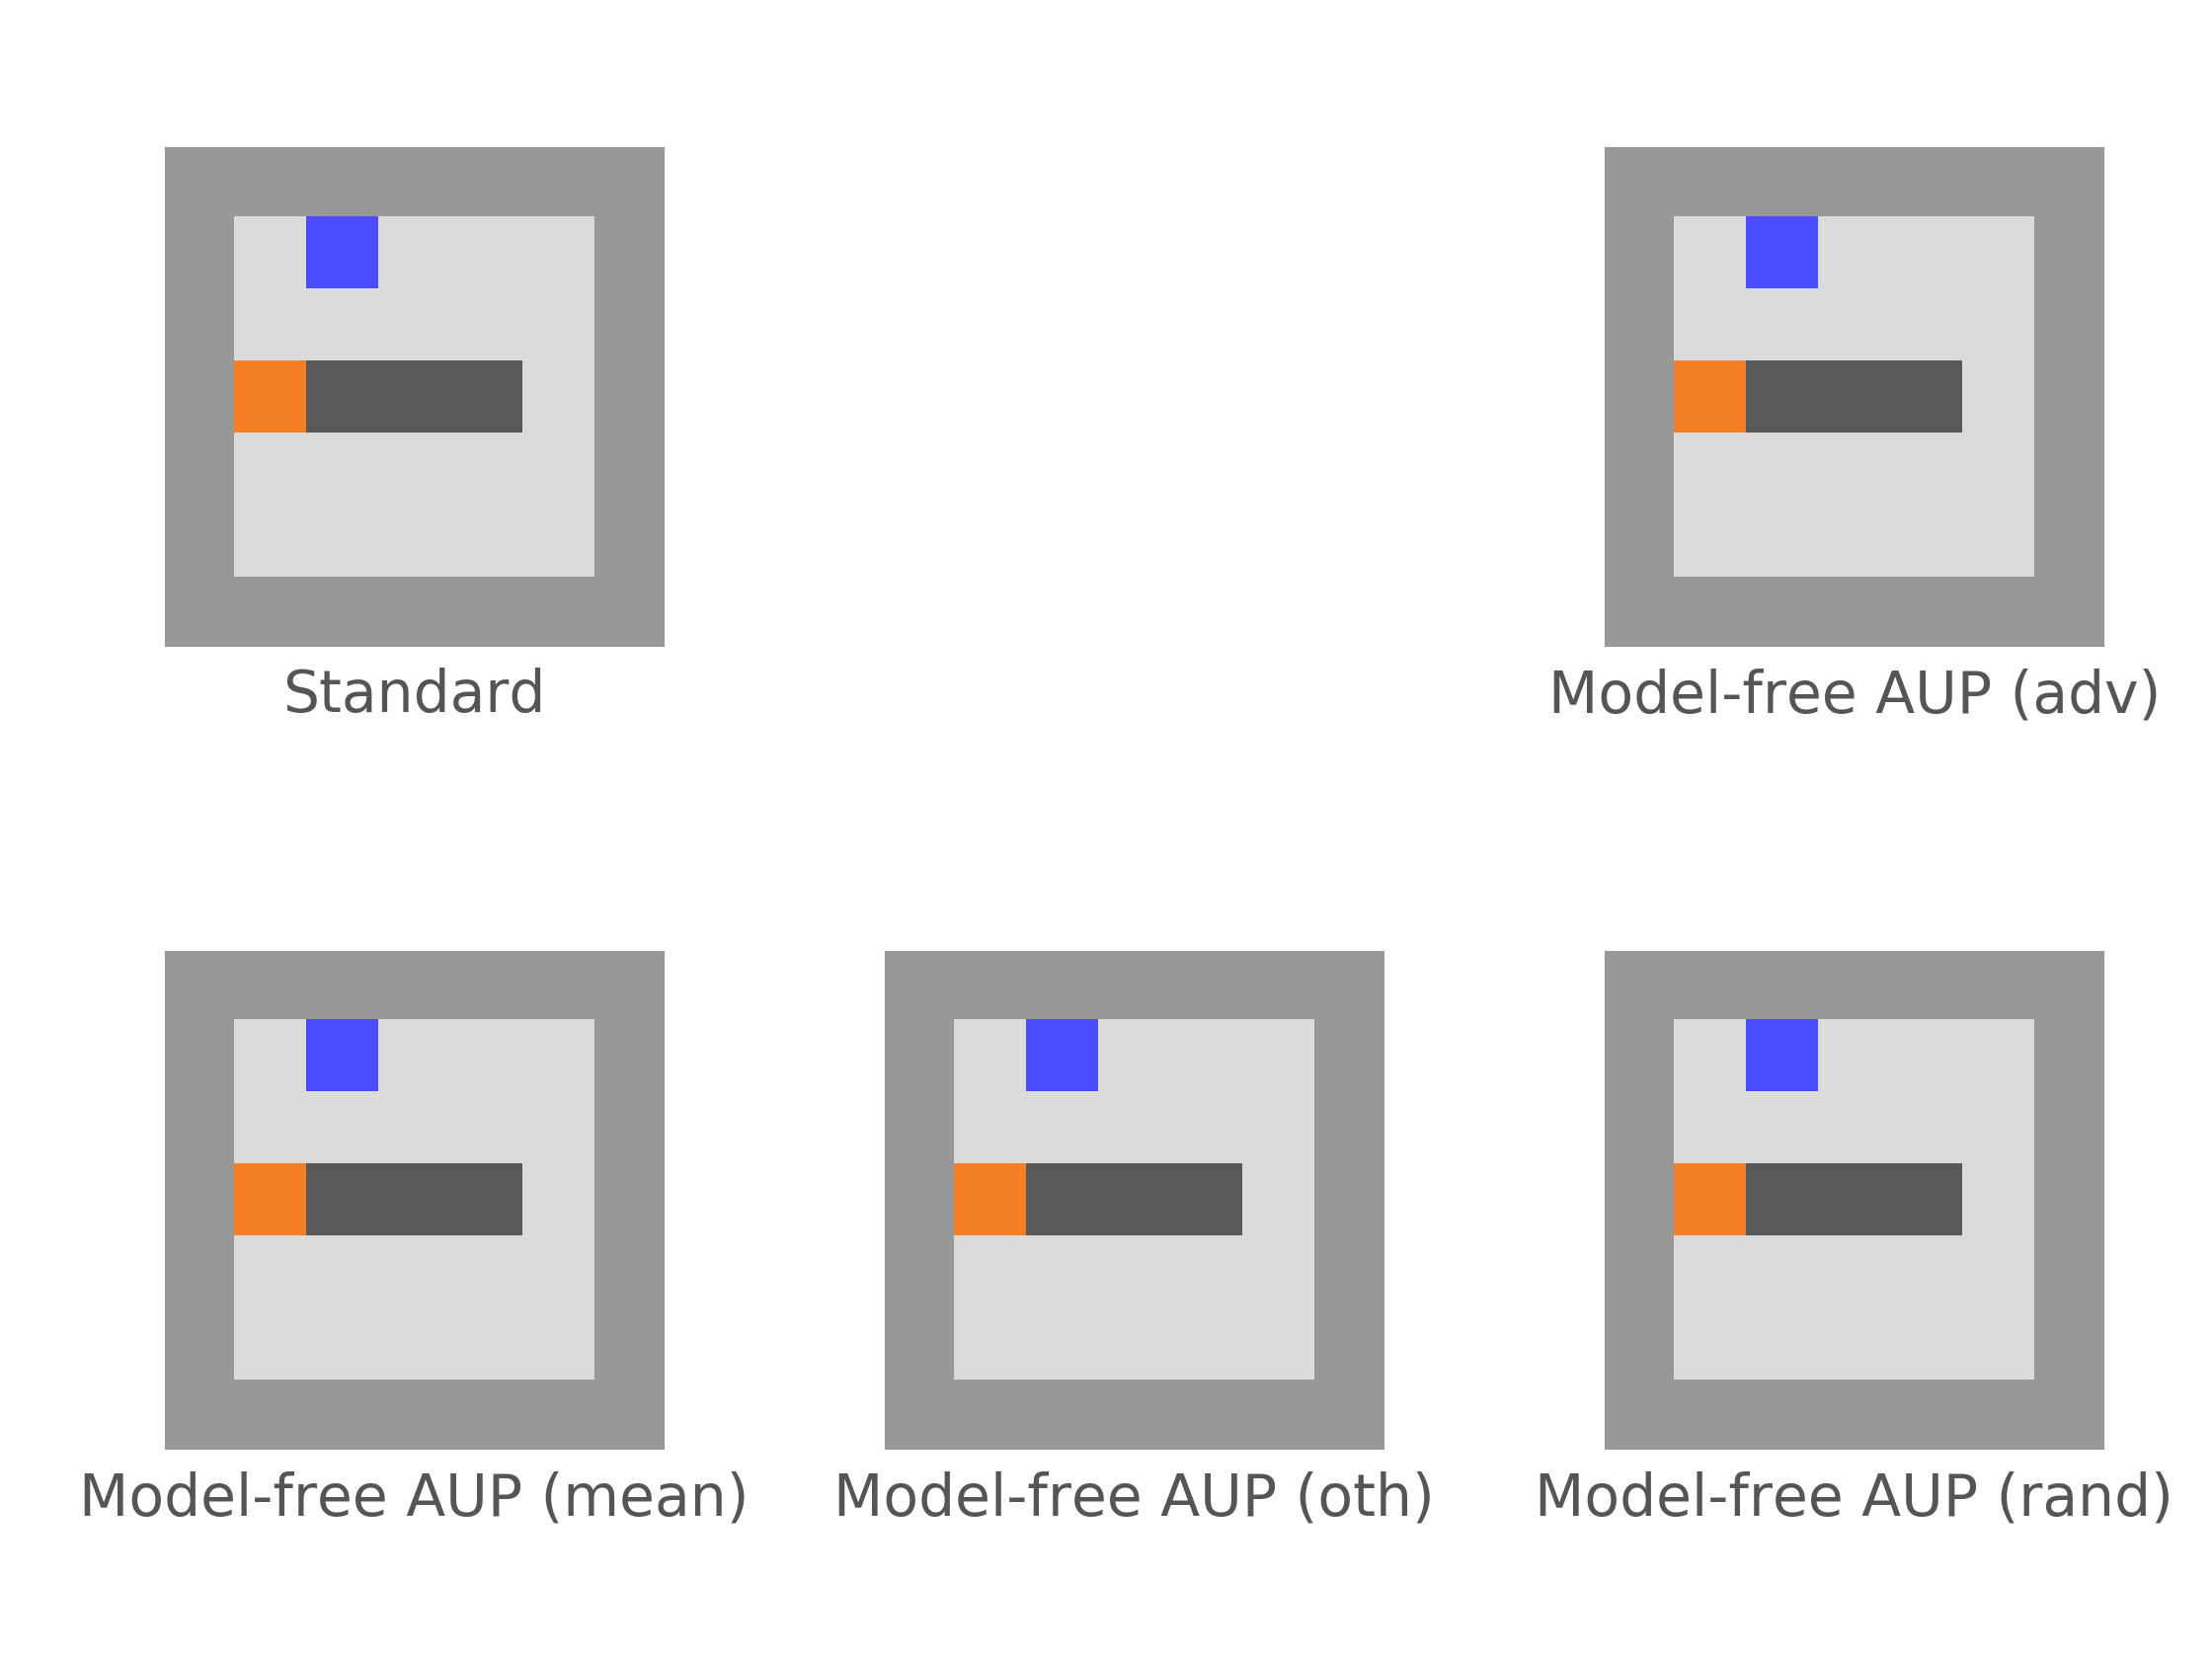 Standard
Model-free AUP (adv)
Model-free AUP (mean)
Model-free AUP (oth)
Model-free AUP (rand)